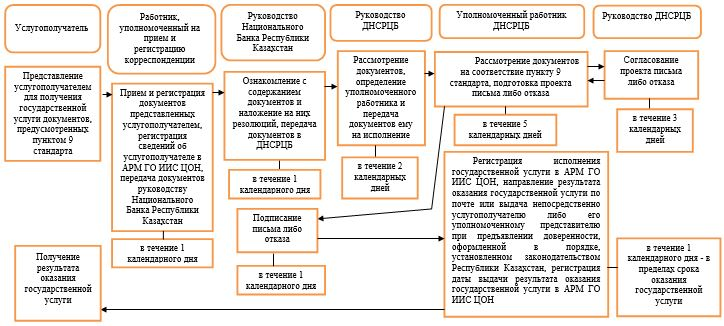 Услугополучатель
Работник,
уполномоченный на
прием и
регистрацию
корреспонденции
Руководство
Национального
Банка Республики
Казахстан
Руководство
ДНСРЦБ
Уполномоченный работник
ДНСРЦБ
Руководство ДНСРЦБ
Представление
услугополучателем
для получения
государственной
услуги документов,
предусмотренных
пунктом 9
стандарта
Прием и регистрация
документов
представленных
услугополучателем,
регистрация
сведений об
услугополучателе в
АРМ ГО ИИС ЦОН,
передача документов
руководству
Национального
Банка Республики
Казахстан
в течение 1
календарного дня
Ознакомление с
содержанием
документов и
наложение на них
резолюций, передача
документов в
ДНСРЦБ
в течение 1
календарного дня
Рассмотрение
документов,
определение
уполномоченного
работника и
передача
документов ему
на исполнение
в течение 2
календарных
дней
Рассмотрение документов
на соответствие пункту 9
стандарта, подготовка проекта
письма либо отказа
в течение 5
календарных дней
Согласование
проекта письма
либо отказа
в течение 3
календарных
дней
Подписание
письма либо
отказа
в течение 1
календарного дня
Регистрация исполнения
государственной услуги в АРМ ГО
ИИС ЦОН, направление результата
оказания государственной услуги по
почте или выдача непосредственно
услугополучателю либо его
уполномоченному представителю
при предъявлении доверенности,
оформленной в порядке,
установленном законодательством
Республики Казахстан, регистрация
даты выдачи результата оказания
государственной услуги в АРМ ГО
ИИС ЦОН
в течение 1
календарного дня - в
пределах срока
оказания
государственной
услуги
Получение
результата
оказания
государственной
услуги